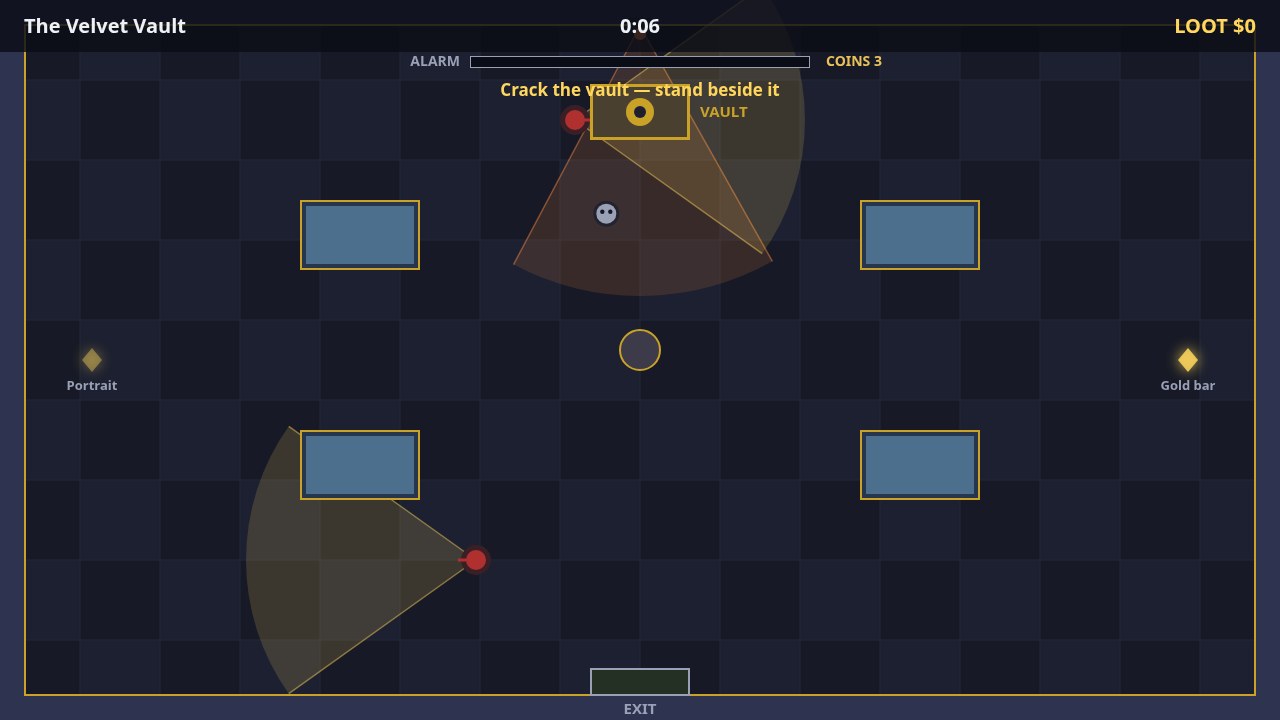 The Velvet Vault
0:06
LOOT $0
ALARM
COINS 3
Crack the vault — stand beside it
VAULT
Portrait
Gold bar
EXIT